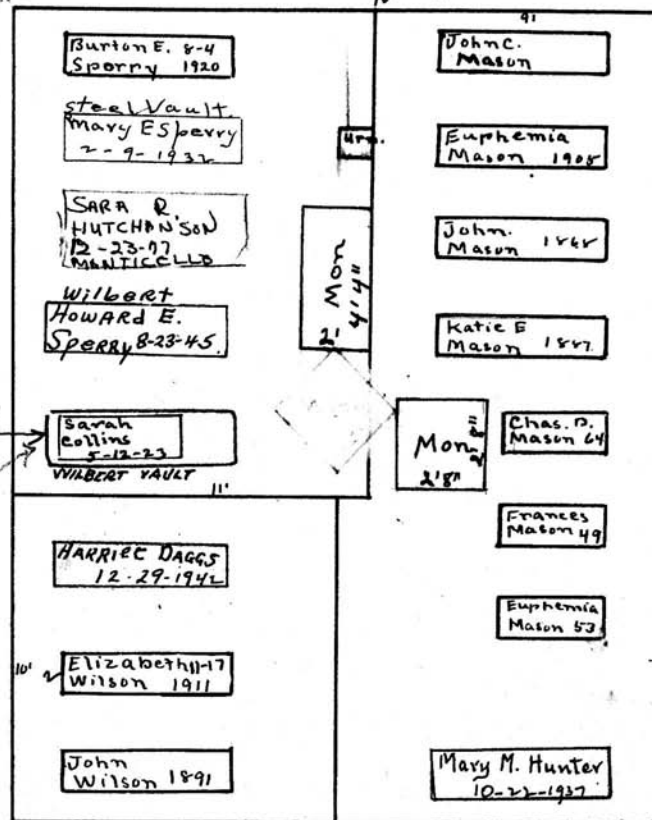 Burton E. 8-4
Sperry 1920
steel Vault.
Mary E Sperry
2-9-1932
SARA R
HUTCHANSON
12-23-77
MONTICELLO
Wilbert
HOWARD E.
SPERRY 8-23-45.
Sarah
Collins
5-12-23
WILBERT VAULT
11'
HARRIET DAGGS
12-29-1942
10'
Elizabeth 11-17
Wilson 1911
John
Wilson 1891
urn.
Mon
4'4"
2'
Mon
2'8"
2'8"
John C.
Mason
Euphemia
Mason 1905
John.
Mason 1868
Katie E
Mason 1887.
Chas. D.
Mason 64
Frances
Mason 49
Euphemia
Mason 53
Mary M. Hunter
10-22-1937